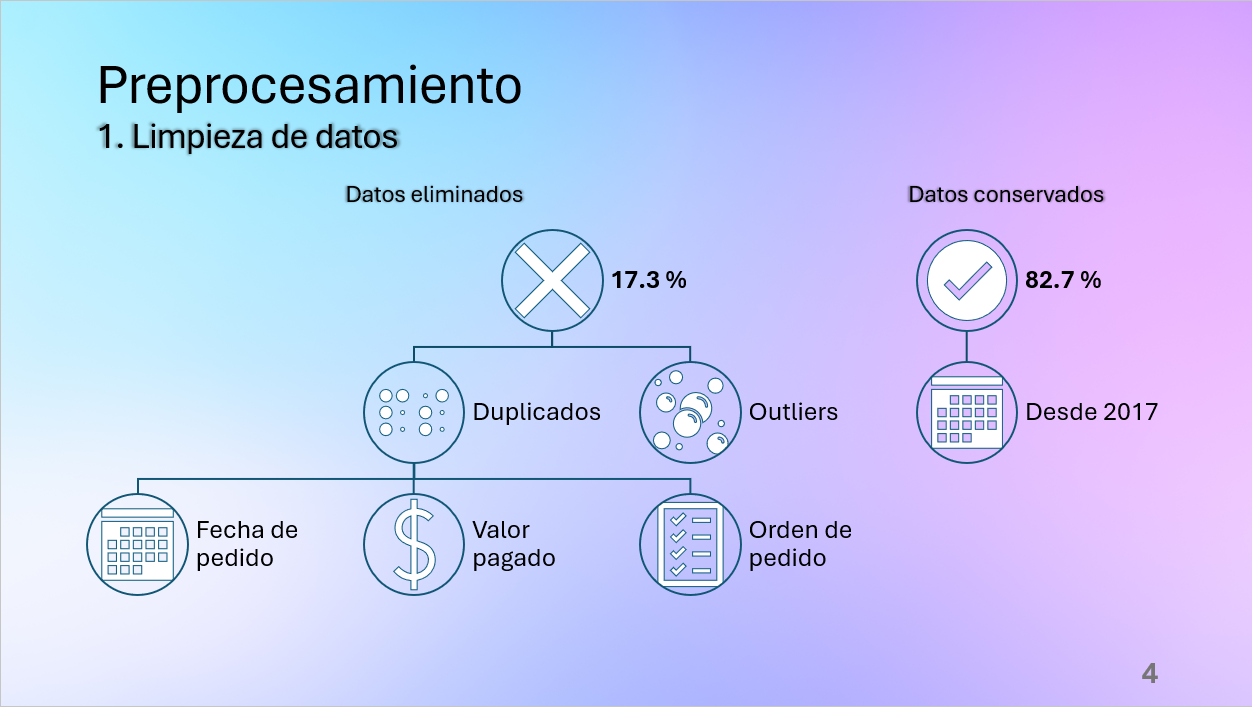 Preprocesamiento
1. Limpieza de datos
Datos eliminados
Datos conservados
17.3 %
82.7 %
Duplicados
Outliers
Desde 2017
Fecha de
pedido
Valor
pagado
Orden de
pedido
4